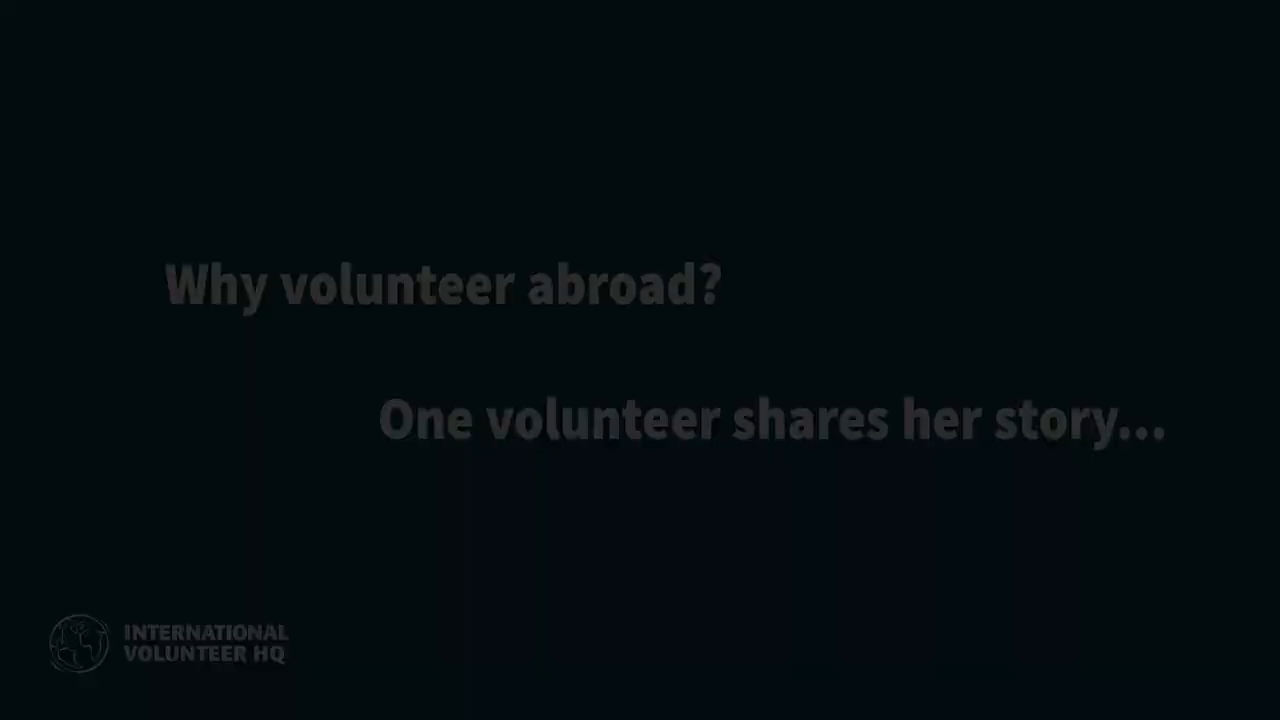 Why volunteer abroad?
One volunteer shares her story...
INTERNATIONAL
VOLUNTEER HQ